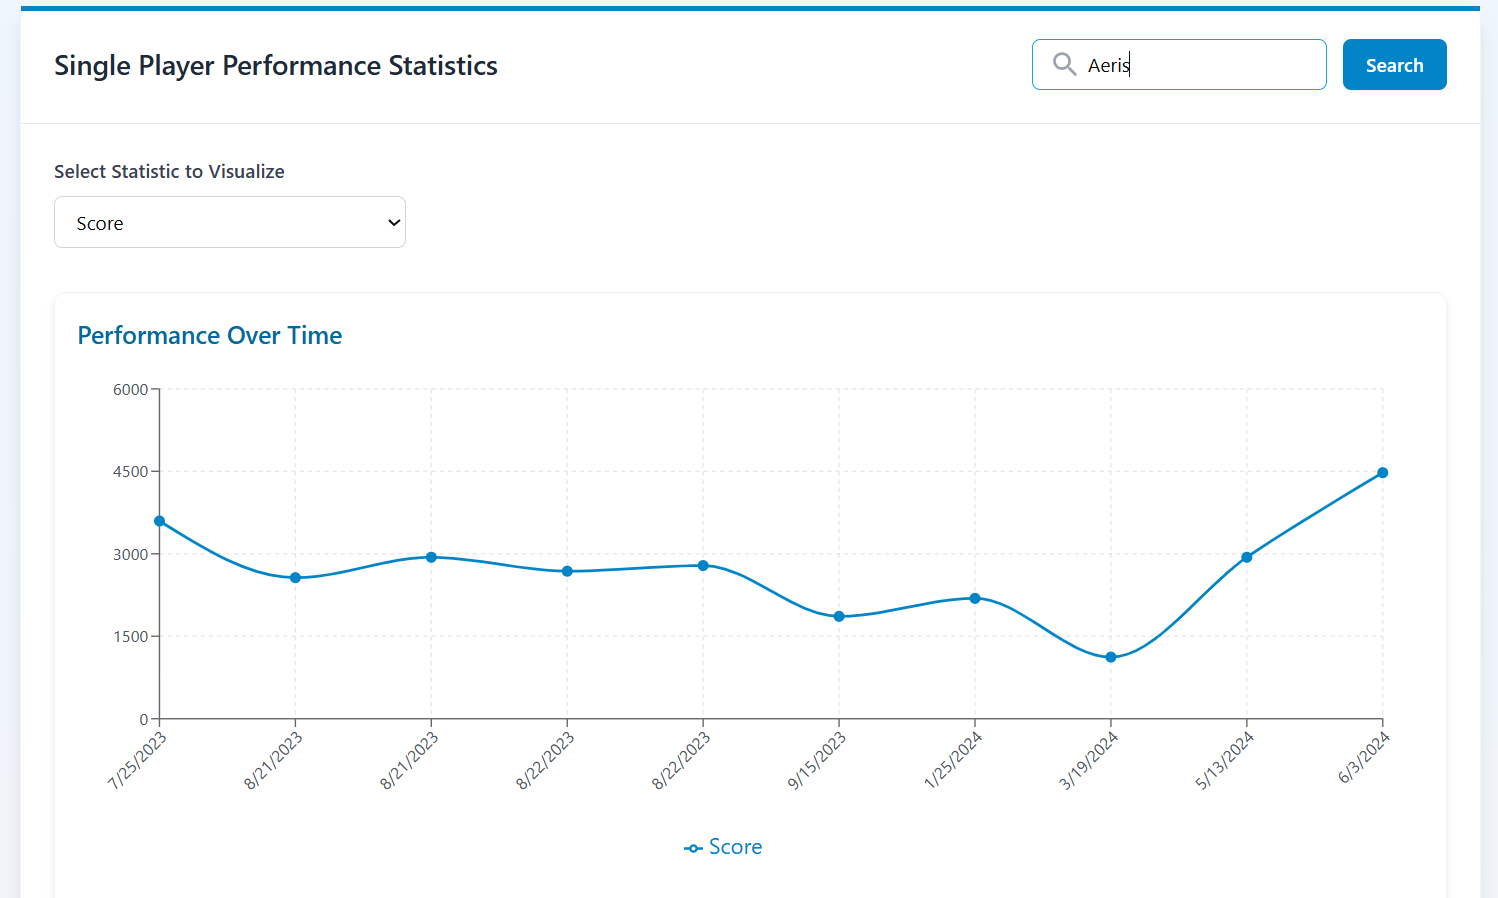 Single Player Performance Statistics
Aeris
Search
Select Statistic to Visualize
Score
Performance Over Time
6000
4500
3000
1500
0
7/25/2023
8/21/2023
8/21/2023
8/22/2023
8/22/2023
9/15/2023
1/25/2024
3/19/2024
5/13/2024
6/3/2024
Score